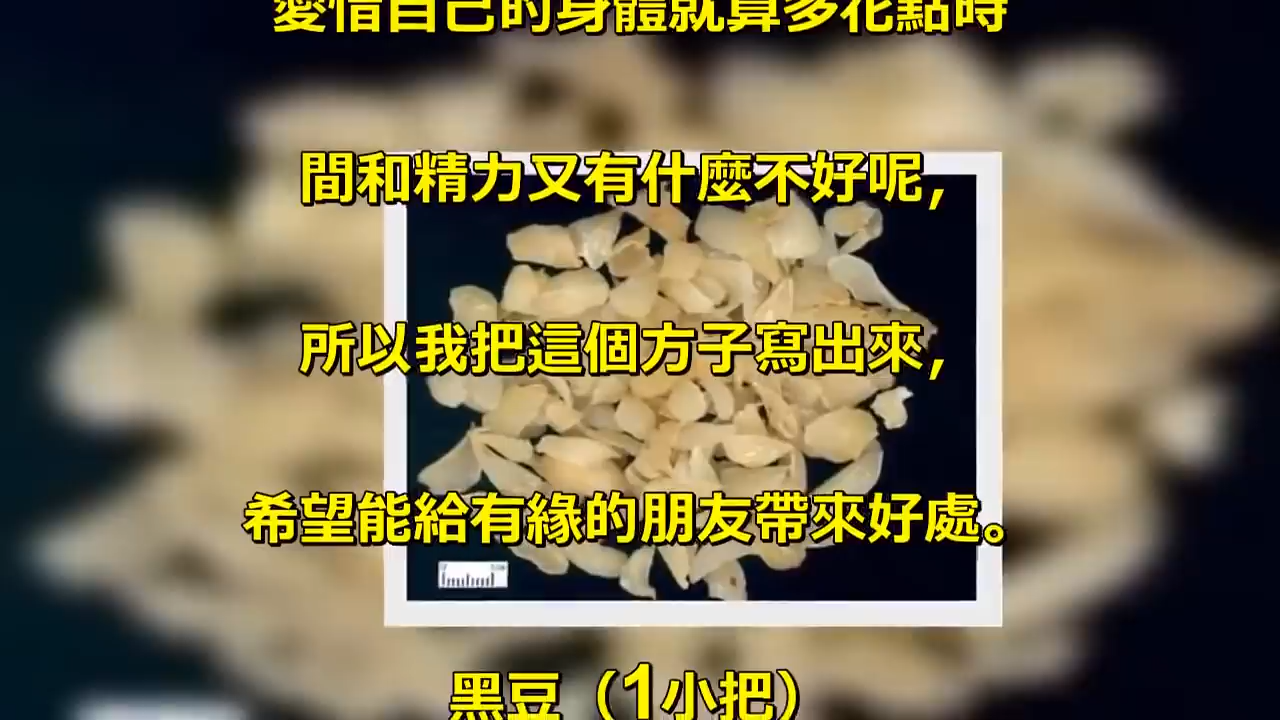 愛惜自己的身體就算多花點時
間和精力又有什麼不好呢，
所以我把這個方子寫出來，
希望能給有緣的朋友帶來好處。
黑豆（1小把）